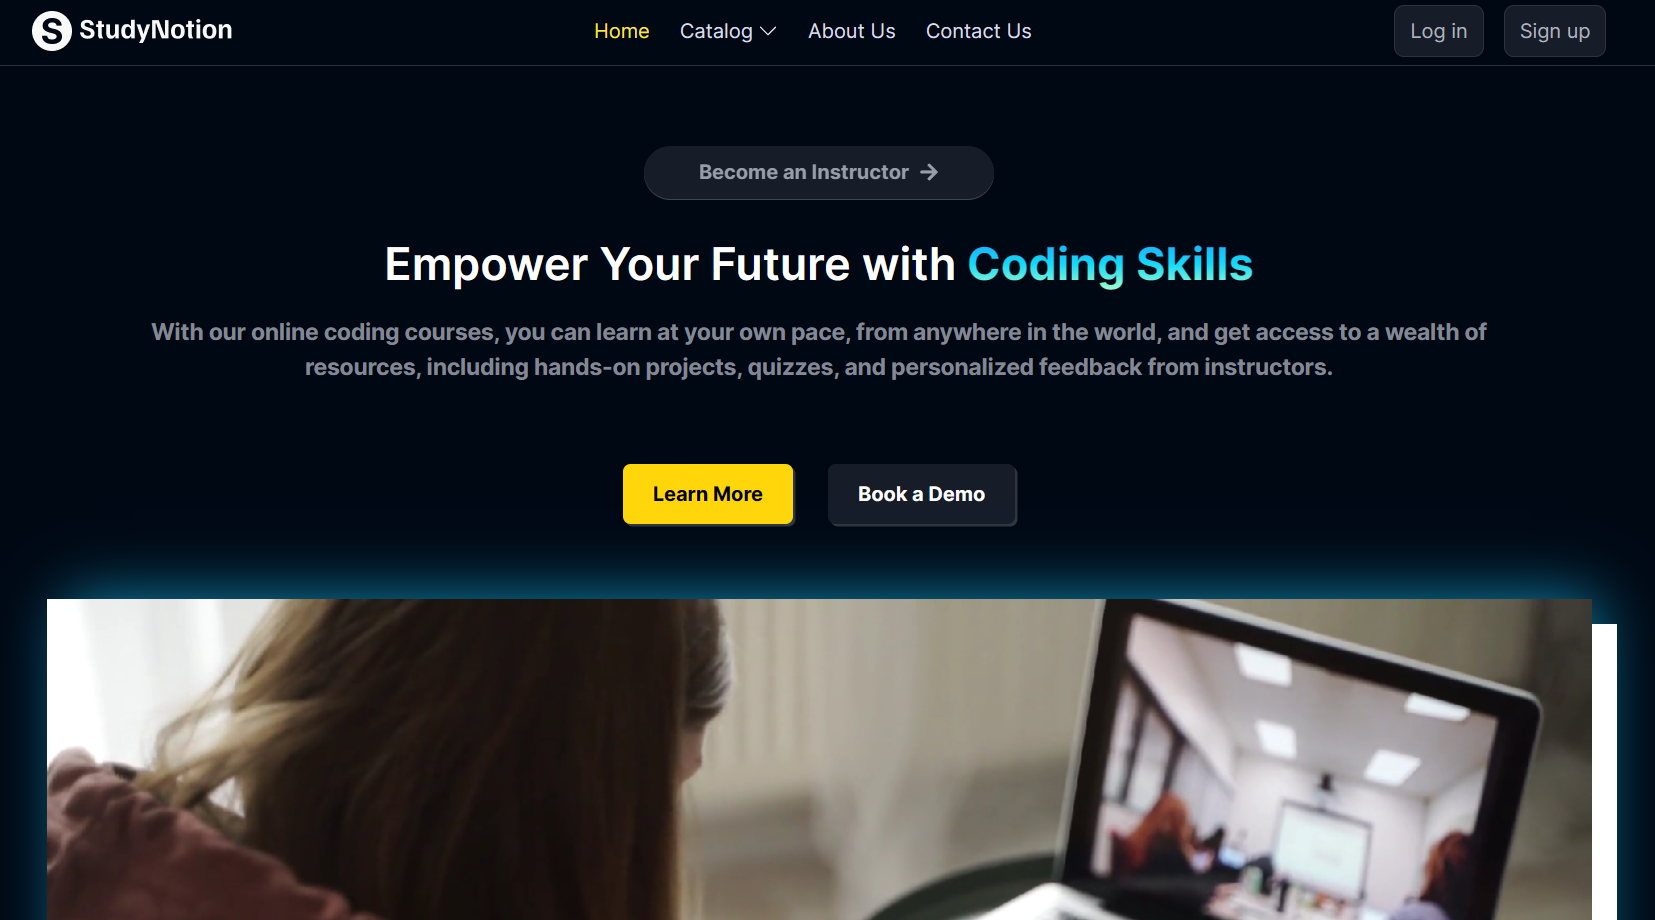 StudyNotion
Home Catalog About Us Contact Us
Log in Sign up
Become an Instructor
Empower Your Future with Coding Skills
With our online coding courses, you can learn at your own pace, from anywhere in the world, and get access to a wealth of
resources, including hands-on projects, quizzes, and personalized feedback from instructors.
Learn More Book a Demo